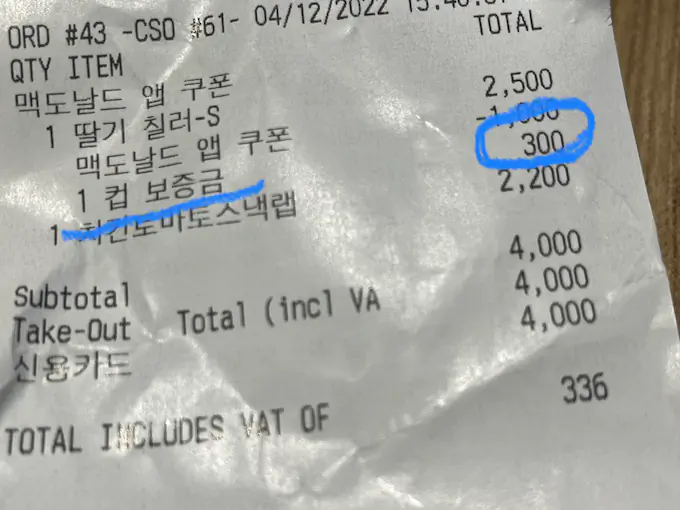 ORD #43 -CSO #61- 04/12/2022
QTY ITEM TOTAL
맥도날드 앱 쿠폰
1 딸기 칠러-S 2,500
맥도날드 앱 쿠폰 -1,000
1 컵 보증금 300
1 치킨토마토스낵랩 2,200
Subtotal 4,000
Take-Out Total (incl VA 4,000
신용카드 4,000
TOTAL INCLUDES VAT OF 336